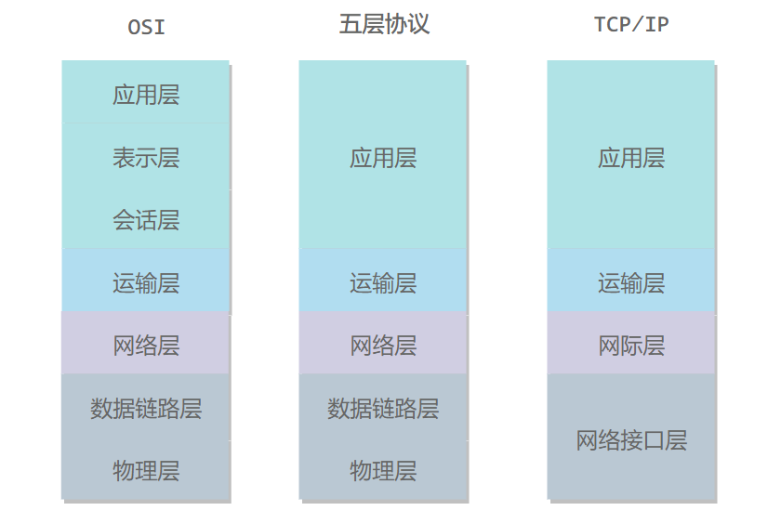 OSI
五层协议
TCP/IP
应用层
表示层
会话层
运输层
网络层
数据链路层
物理层
应用层
运输层
网络层
数据链路层
物理层
应用层
运输层
网际层
网络接口层